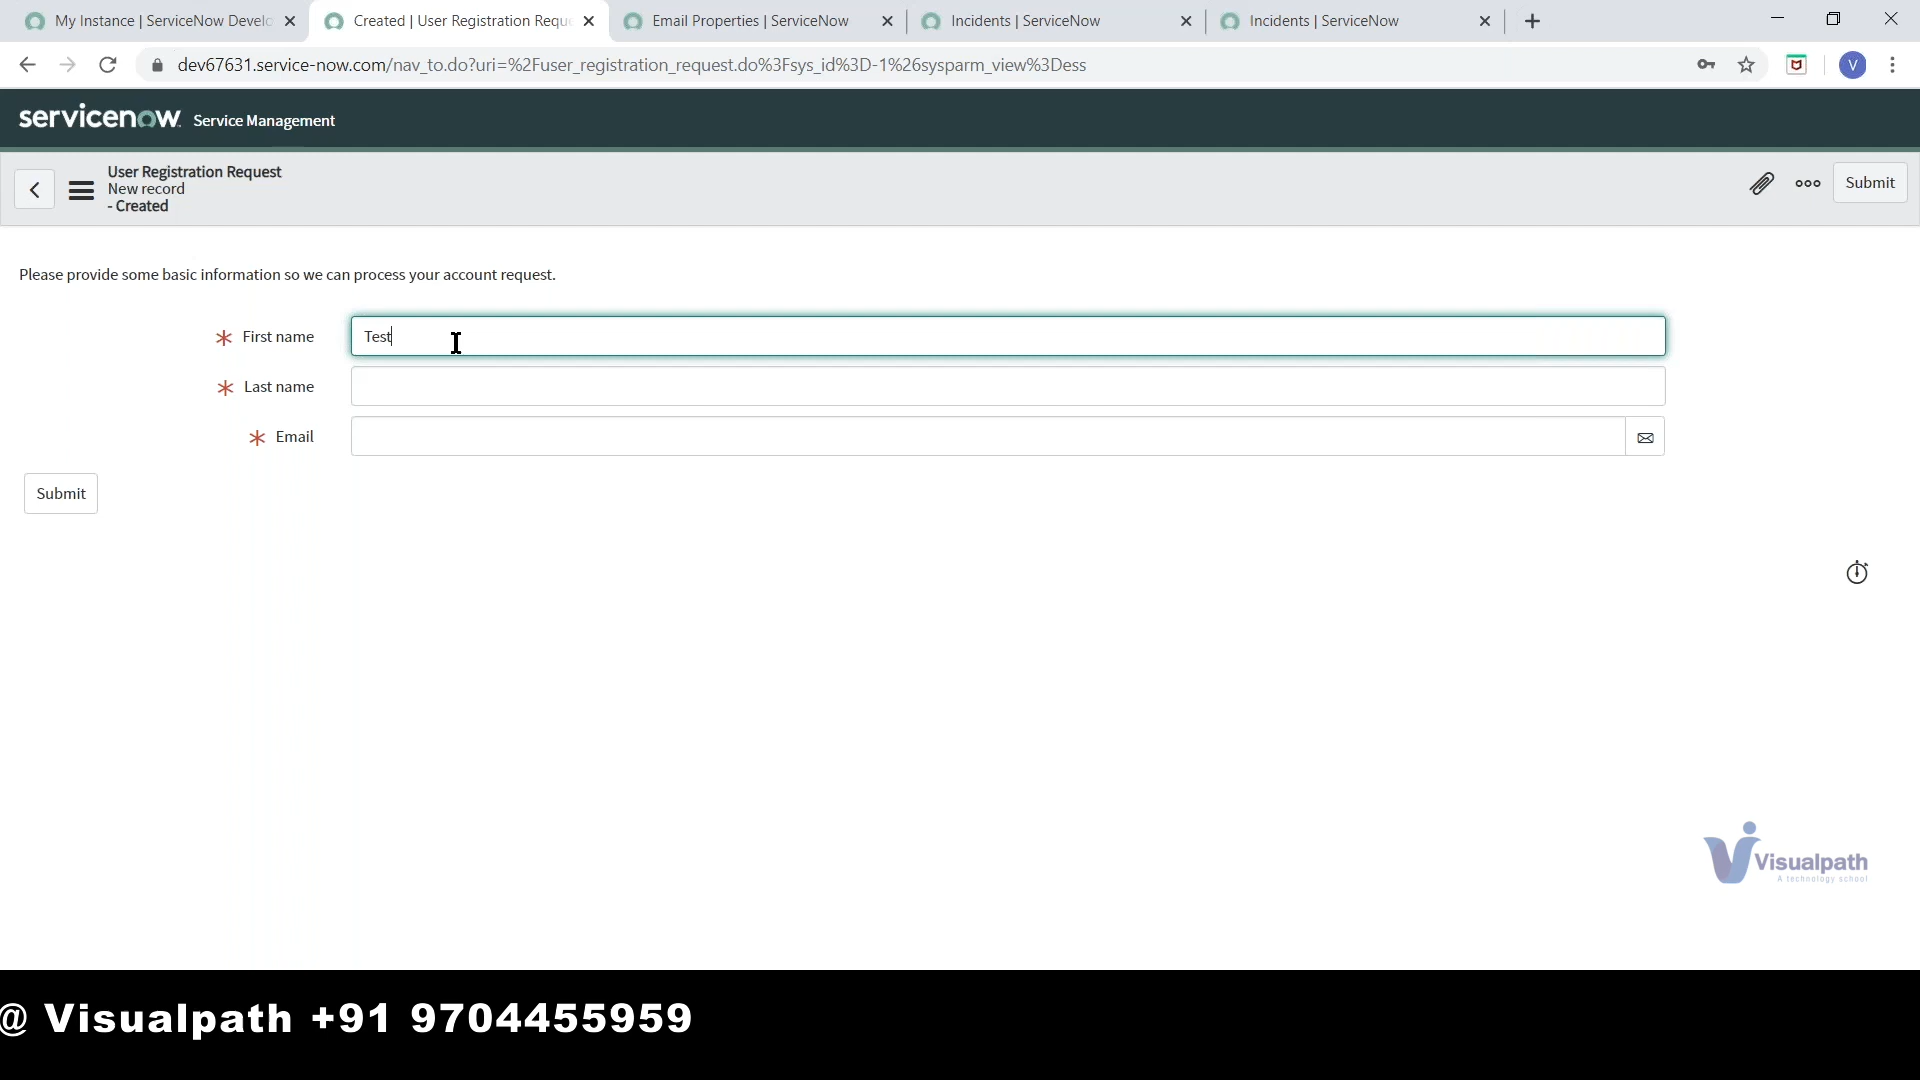 My Instance | ServiceNow Develo
Created | User Registration Reque
Email Properties | ServiceNow
Incidents | ServiceNow
Incidents | ServiceNow
dev67631.service-now.com/nav_to.do?uri=%2Fuser_registration_request.do%3Fsys_id%3D-1%26sysparm_view%3Dess
V
servicenow Service Management
User Registration Request
New record
- Created
Submit
Please provide some basic information so we can process your account request.
First name
Test
Last name
Email
Submit
Visualpath
A technology school
@ Visualpath +91 9704455959